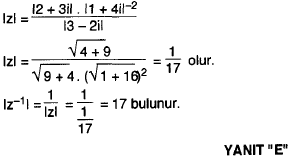 |z| = |2 + 3i| . |1 + 4i|⁻² / |3 – 2i|
|z| = √4 + 9 / √9 + 4 . (√1 + 16)² = 1/17 olur.
|z⁻¹| = 1/|z| = 1/(1/17) = 17 bulunur.
YANIT "E"